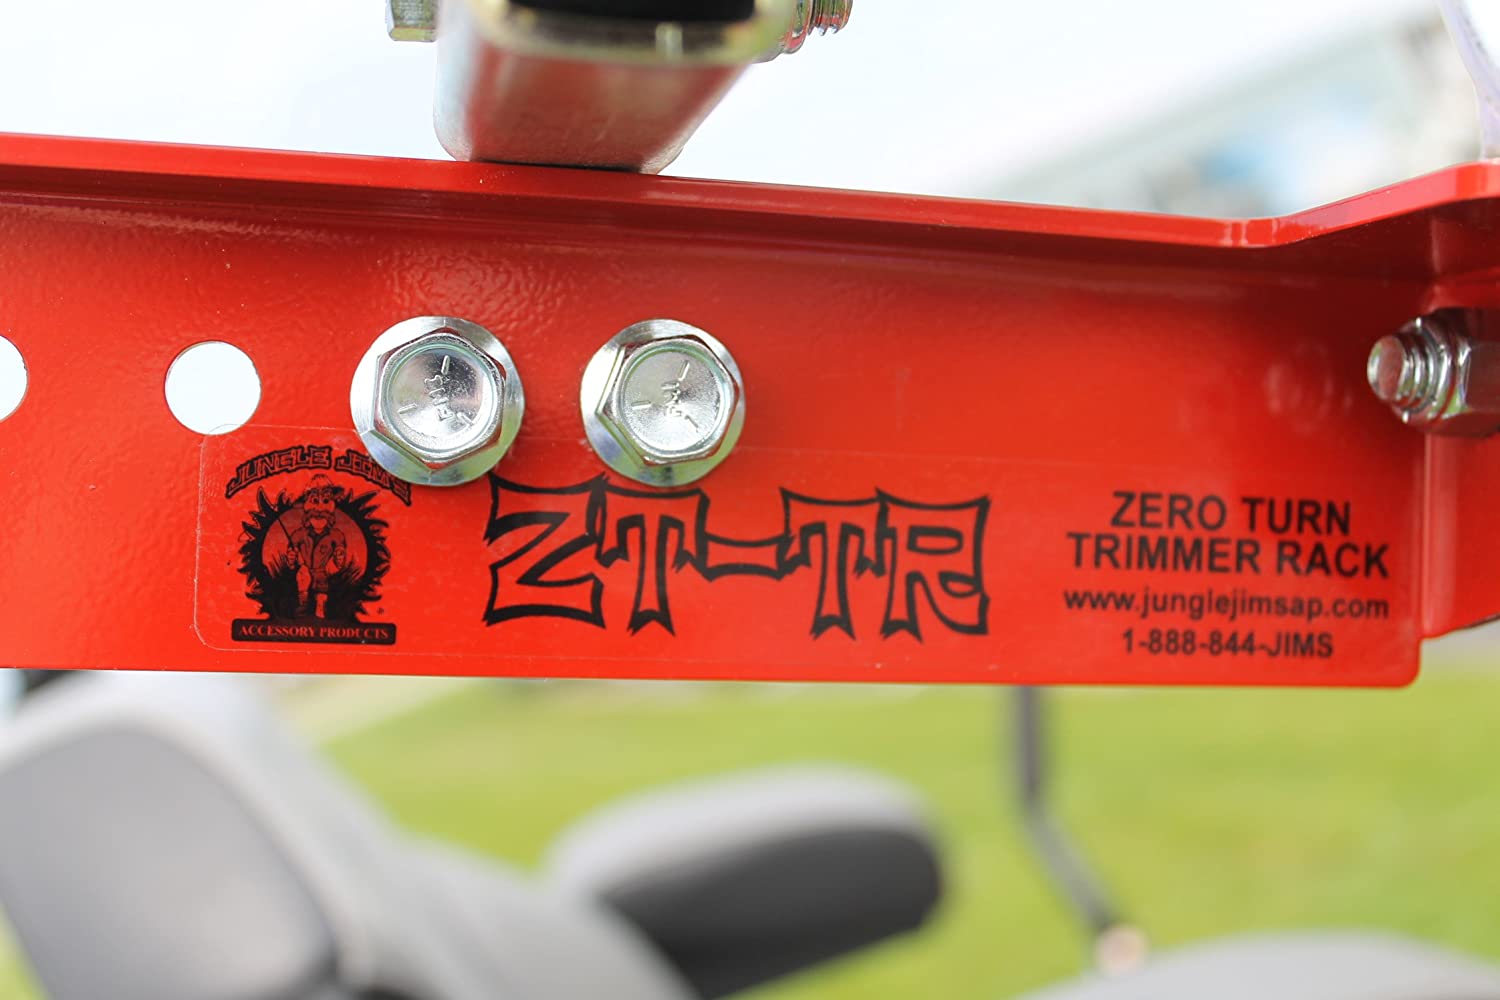 JUNGLE JIM'S
ACCESSORY PRODUCTS
ZT-TR
ZERO TURN
TRIMMER RACK
www.junglejimsap.com
1-888-844-JIMS